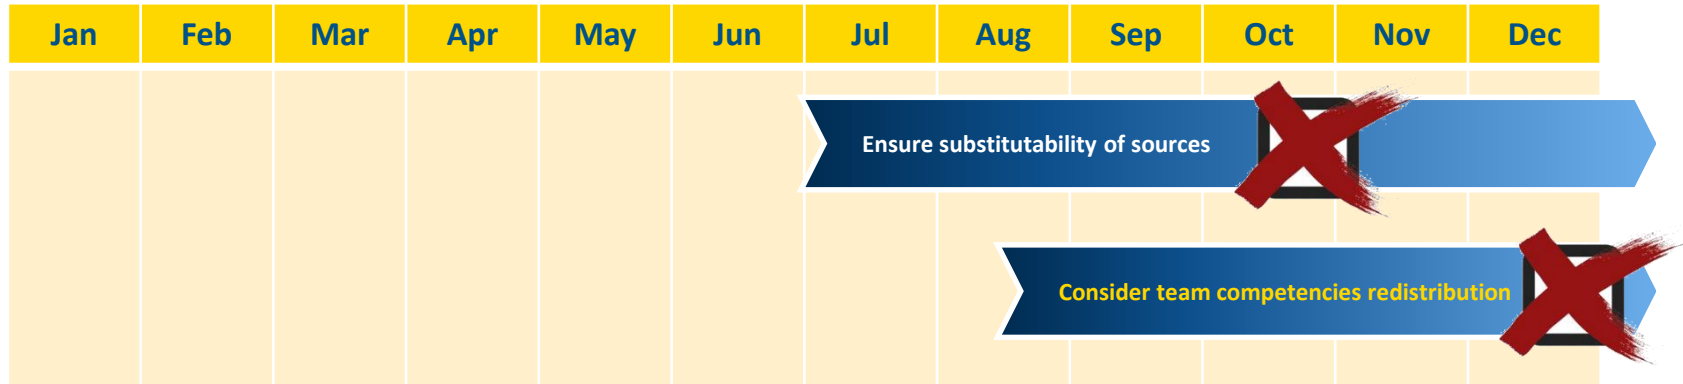 Jan Feb Mar Apr May Jun Jul Aug Sep Oct Nov Dec
Ensure substitutability of sources
Consider team competencies redistribution